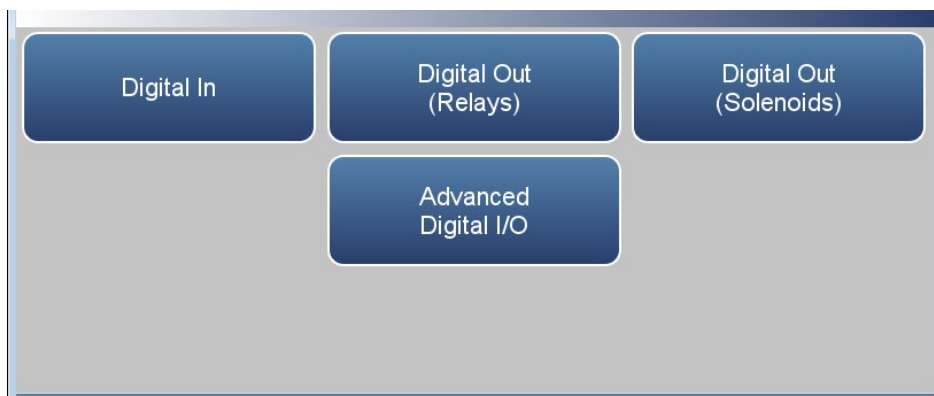 Digital In
Digital Out
(Relays)
Digital Out
(Solenoids)
Advanced
Digital I/O